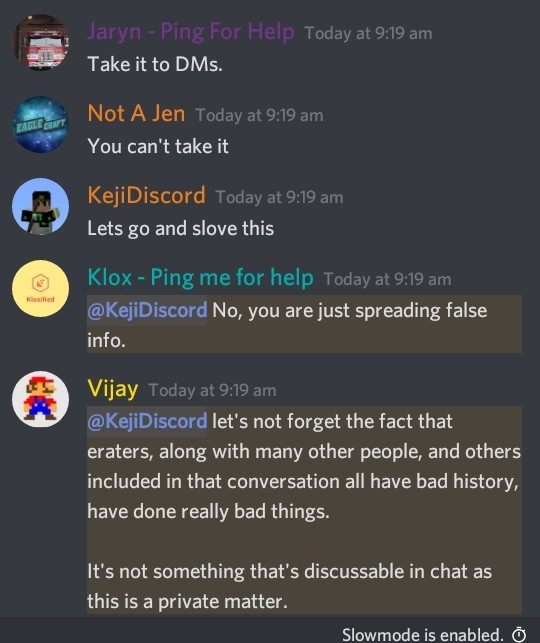 Jaryn - Ping For Help Today at 9:19 am
Take it to DMs.
EAGLE CRAFT
Not A Jen Today at 9:19 am
You can't take it
KejiDiscord Today at 9:19 am
Lets go and slove this
Kloxified
Klox - Ping me for help Today at 9:19 am
@KejiDiscord No, you are just spreading false
info.
Vijay Today at 9:19 am
@KejiDiscord let's not forget the fact that
eraters, along with many other people, and others
included in that conversation all have bad history,
have done really bad things.
It's not something that's discussable in chat as
this is a private matter.
Slowmode is enabled.